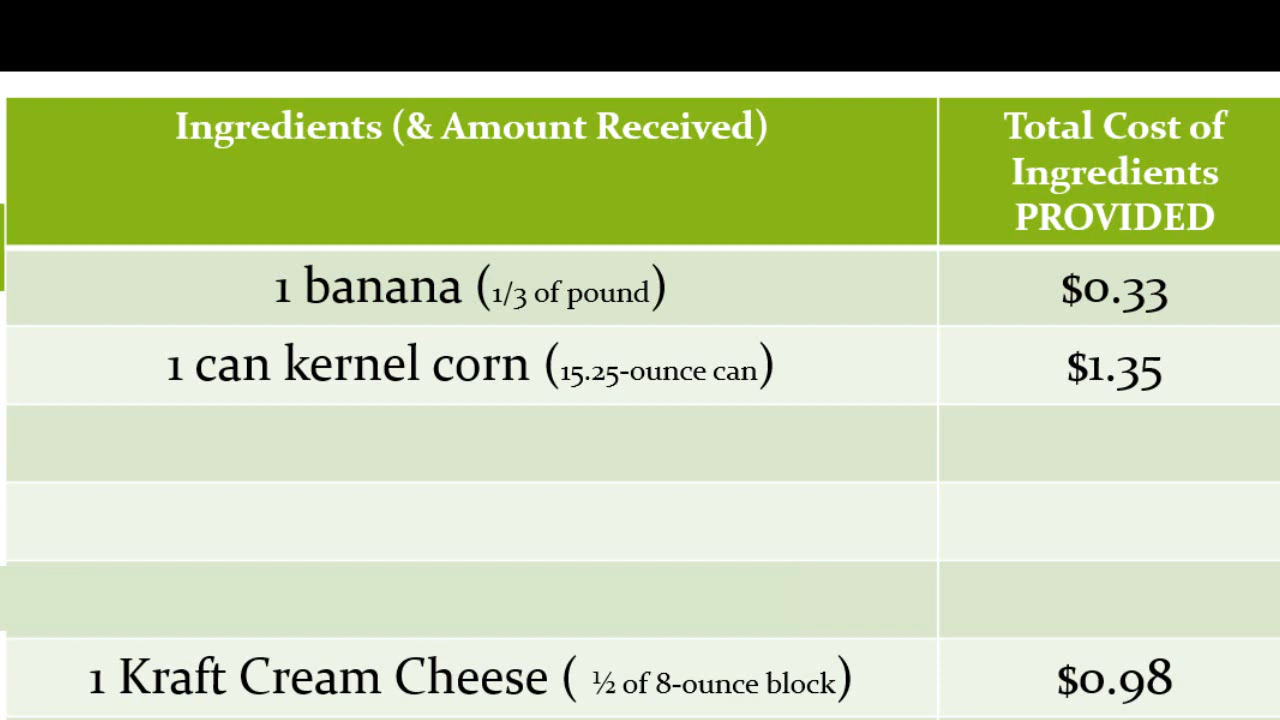 Ingredients (& Amount Received)
Total Cost of
Ingredients
PROVIDED
1 banana (1/3 of pound)
$0.33
1 can kernel corn (15.25-ounce can)
$1.35
1 Kraft Cream Cheese ( ½ of 8-ounce block)
$0.98